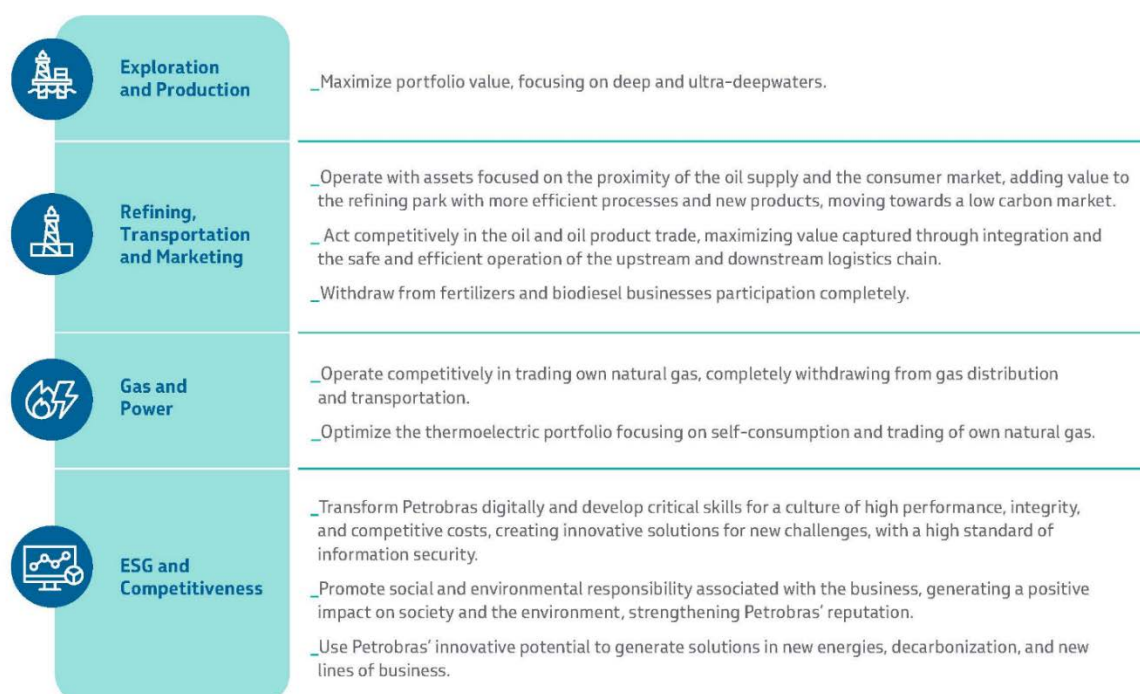 Exploration
and Production
_Maximize portfolio value, focusing on deep and ultra-deepwaters.
Refining,
Transportation
and Marketing
_Operate with assets focused on the proximity of the oil supply and the consumer market, adding value to
the refining park with more efficient processes and new products, moving towards a low carbon market.
_ Act competitively in the oil and oil product trade, maximizing value captured through integration and
the safe and efficient operation of the upstream and downstream logistics chain.
_Withdraw from fertilizers and biodiesel businesses participation completely.
Gas and
Power
_Operate competitively in trading own natural gas, completely withdrawing from gas distribution
and transportation.
_Optimize the thermoelectric portfolio focusing on self-consumption and trading of own natural gas.
ESG and
Competitiveness
_Transform Petrobras digitally and develop critical skills for a culture of high performance, integrity,
and competitive costs, creating innovative solutions for new challenges, with a high standard of
information security.
_Promote social and environmental responsibility associated with the business, generating a positive
impact on society and the environment, strengthening Petrobras' reputation.
_Use Petrobras' innovative potential to generate solutions in new energies, decarbonization, and new
lines of business.